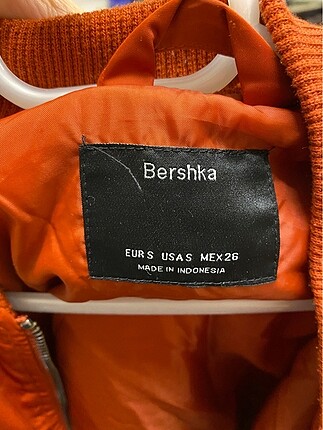 Bershka
EUR S USA S MEX 26
MADE IN INDONESIA